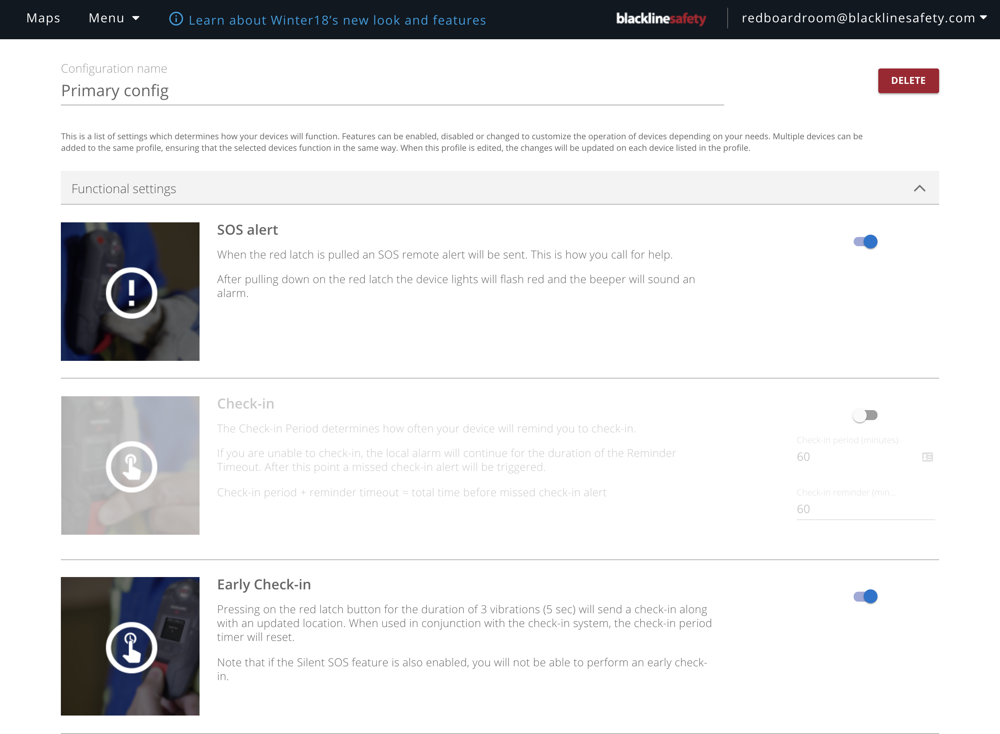 Maps
Menu
Learn about Winter18’s new look and features
blacklinesafety
redboardroom@blacklinesafety.com
Configuration name
Primary config
DELETE
This is a list of settings which determines how your devices will function. Features can be enabled, disabled or changed to customize the operation of devices depending on your needs. Multiple devices can be
added to the same profile, ensuring that the selected devices function in the same way. When this profile is edited, the changes will be updated on each device listed in the profile.
Functional settings
SOS alert
When the red latch is pulled an SOS remote alert will be sent. This is how you call for help.
After pulling down on the red latch the device lights will flash red and the beeper will sound an
alarm.
Check-in
The Check-in Period determines how often your device will remind you to check-in.
If you are unable to check-in, the local alarm will continue for the duration of the Reminder
Timeout. After this point a missed check-in alert will be triggered.
Check-in period + reminder timeout = total time before missed check-in alert
Check-in period (minutes)
60
Check-in reminder (min...
60
Early Check-in
Pressing on the red latch button for the duration of 3 vibrations (5 sec) will send a check-in along
with an updated location. When used in conjunction with the check-in system, the check-in period
timer will reset.
Note that if the Silent SOS feature is also enabled, you will not be able to perform an early check-
in.